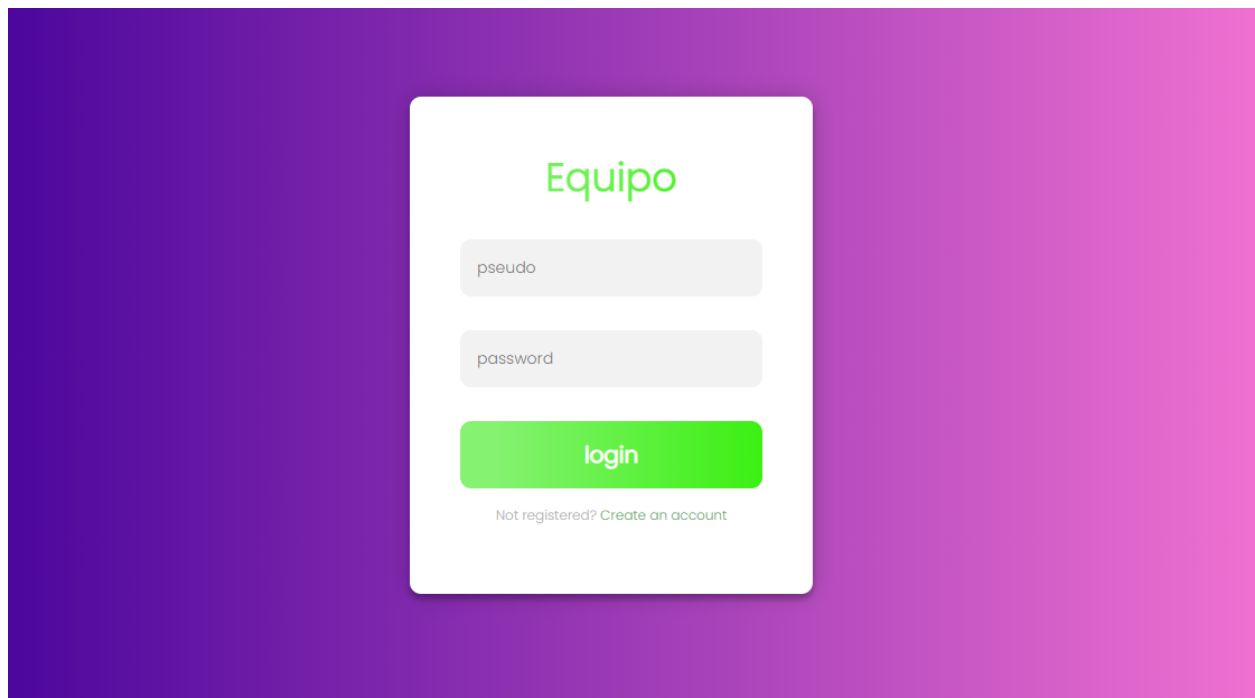 Equipo
pseudo
password
login
Not registered? Create an account